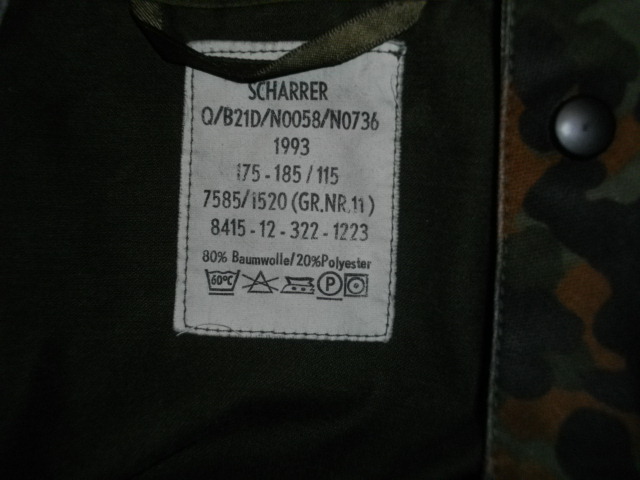 SCHARRER
Q/B21D/N0058/N0736
1993
175-185/115
7585/1520 (GR.NR.11)
8415-12-322-1223
80% Baumwolle/20%Polyester
60°C P